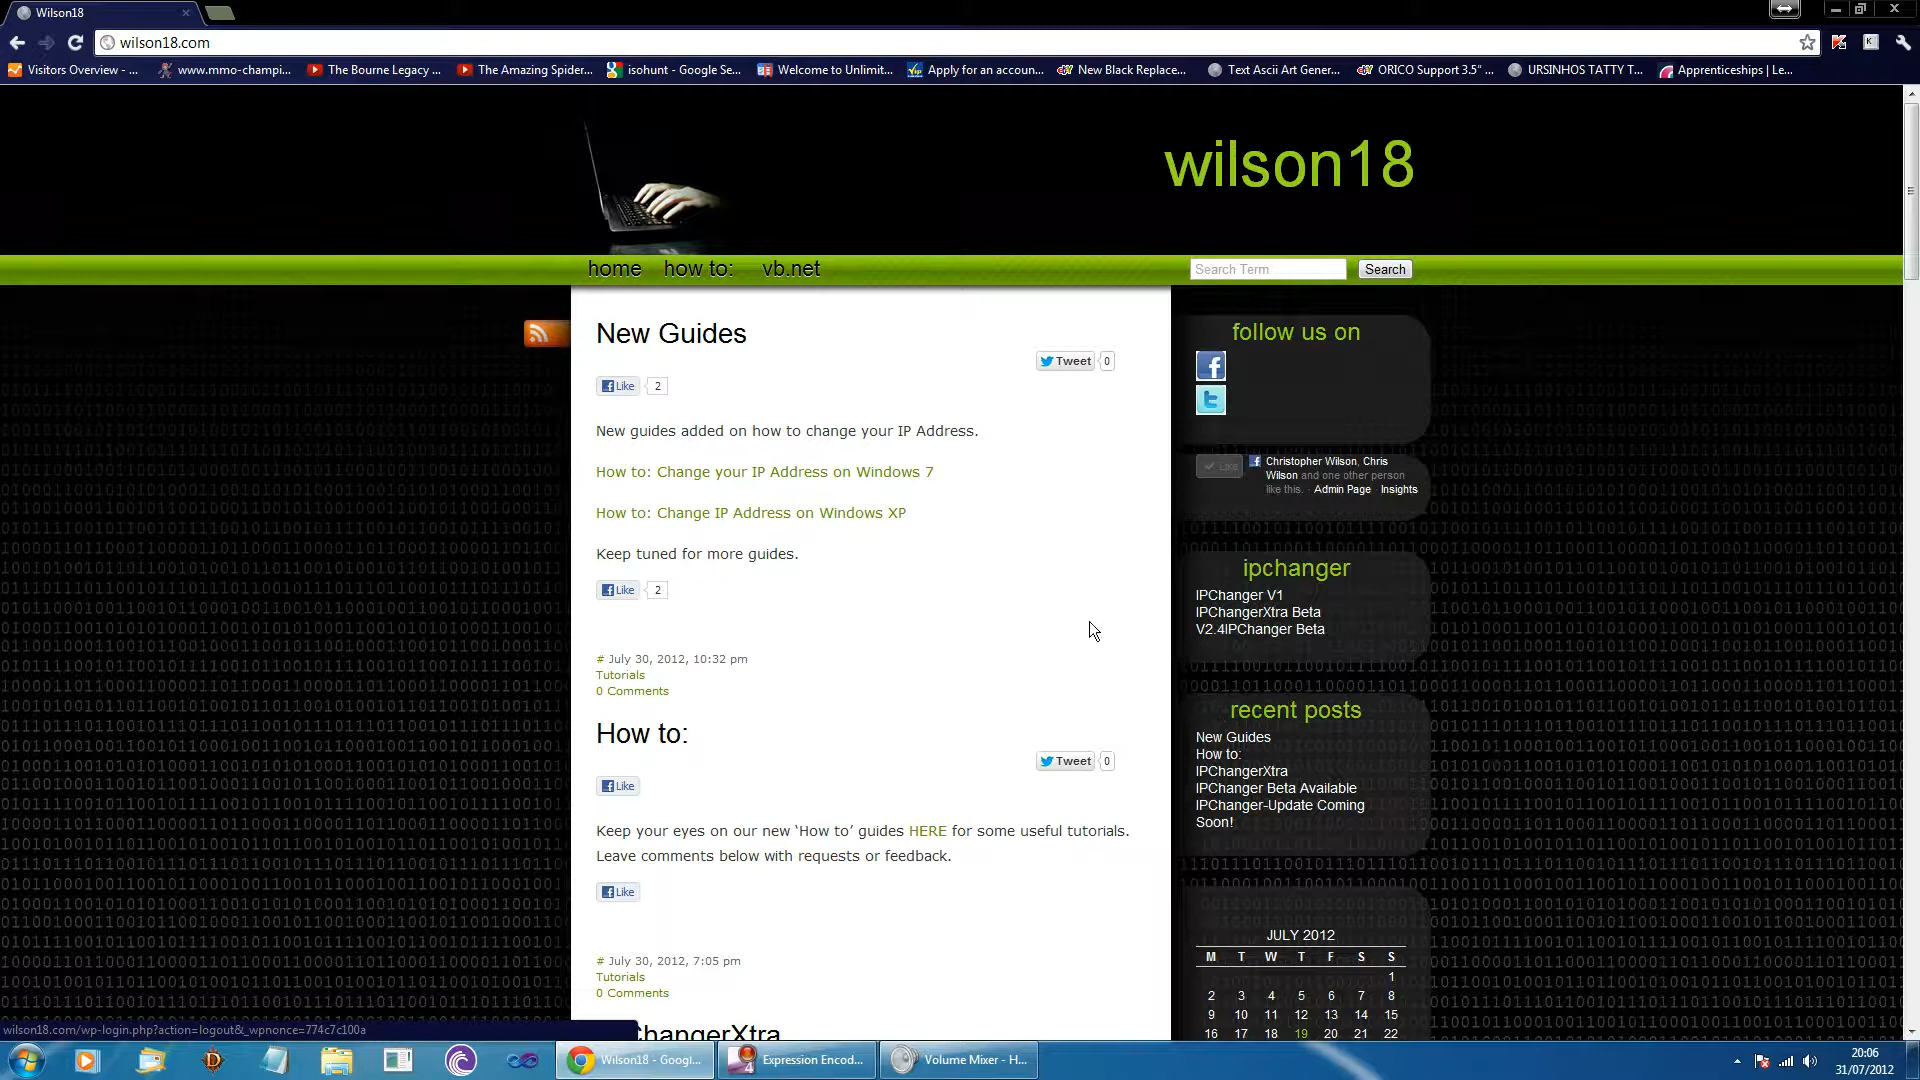 Wilson18
wilson18.com
Visitors Overview - ...
www.mmo-champi...
The Bourne Legacy ...
The Amazing Spider...
isohunt - Google Se...
Welcome to Unlimit...
Apply for an accoun...
New Black Replace...
Text Ascii Art Gener...
ORICO Support 3.5" ...
URSINHOS TATTY T...
Apprenticeships | Le...
wilson18
home
how to:
vb.net
Search Term
Search
New Guides
Tweet 0
Like 2
New guides added on how to change your IP Address.
How to: Change your IP Address on Windows 7
How to: Change IP Address on Windows XP
Keep tuned for more guides.
Like 2
# July 30, 2012, 10:32 pm
Tutorials
0 Comments
How to:
Tweet 0
Like
Keep your eyes on our new ‘How to’ guides HERE for some useful tutorials.
Leave comments below with requests or feedback.
Like
# July 30, 2012, 7:05 pm
Tutorials
0 Comments
ChangerXtra
follow us on
Like
Christopher Wilson, Chris
Wilson and one other person
like this. · Admin Page · Insights
ipchanger
IPChanger V1
IPChangerXtra Beta
V2.4IPChanger Beta
recent posts
New Guides
How to:
IPChangerXtra
IPChanger Beta Available
IPChanger-Update Coming
Soon!
JULY 2012
M T W T F S S
1
2 3 4 5 6 7 8
9 10 11 12 13 14 15
16 17 18 19 20 21 22
wilson18.com/wp-login.php?action=logout&_wpnonce=774c7c100a
Wilson18 - Googl...
Expression Encod...
Volume Mixer - H...
20:06
31/07/2012